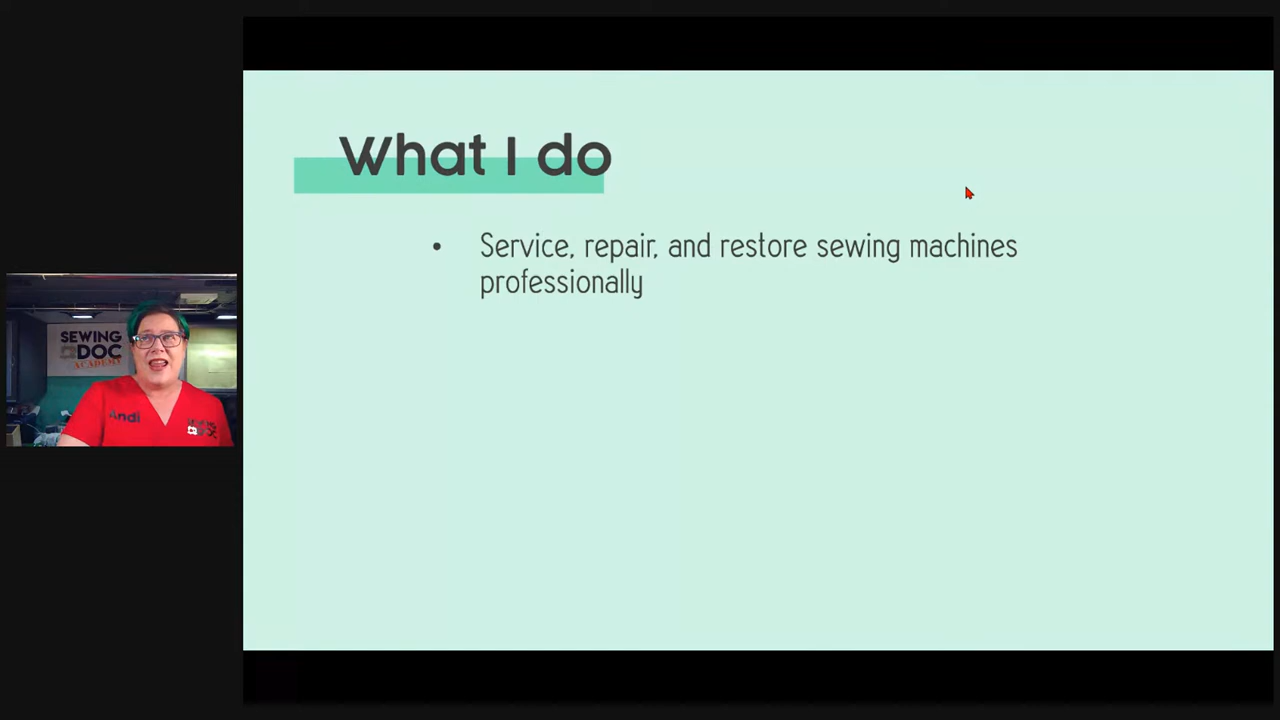 What I do
• Service, repair, and restore sewing machines
professionally
SEWING
DOC
ACADEMY
Andi